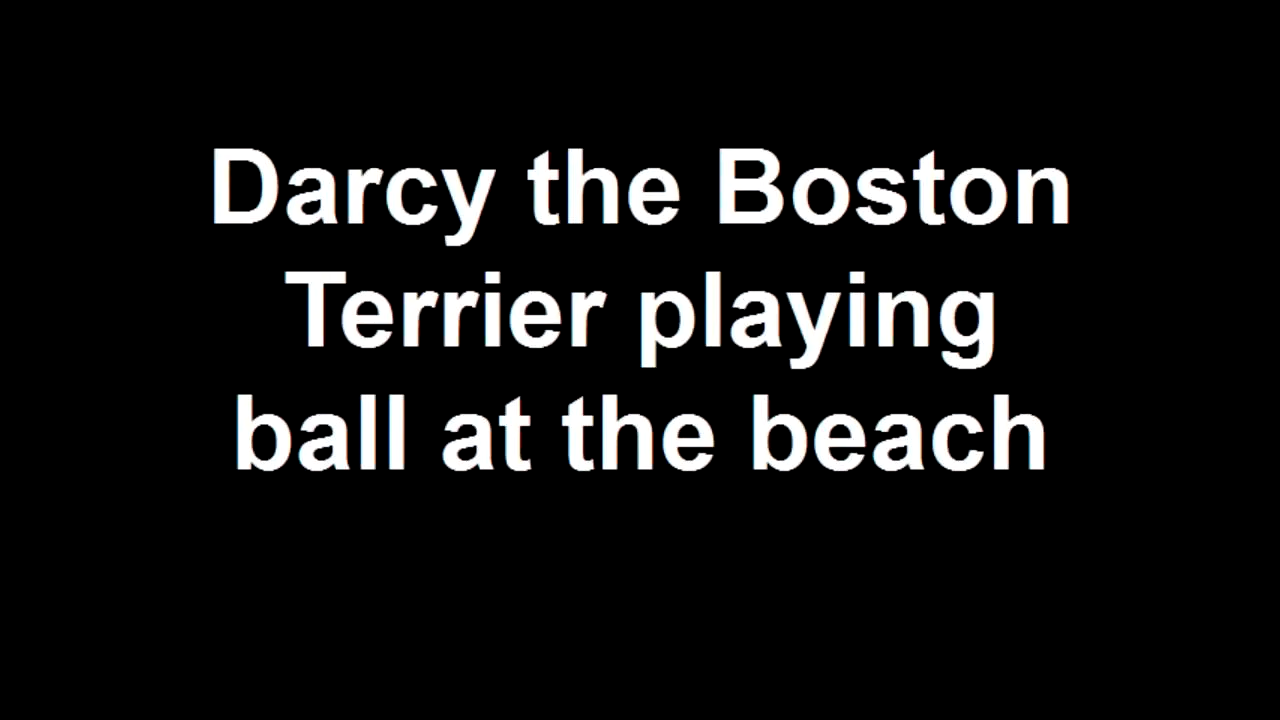 Darcy the Boston
Terrier playing
ball at the beach